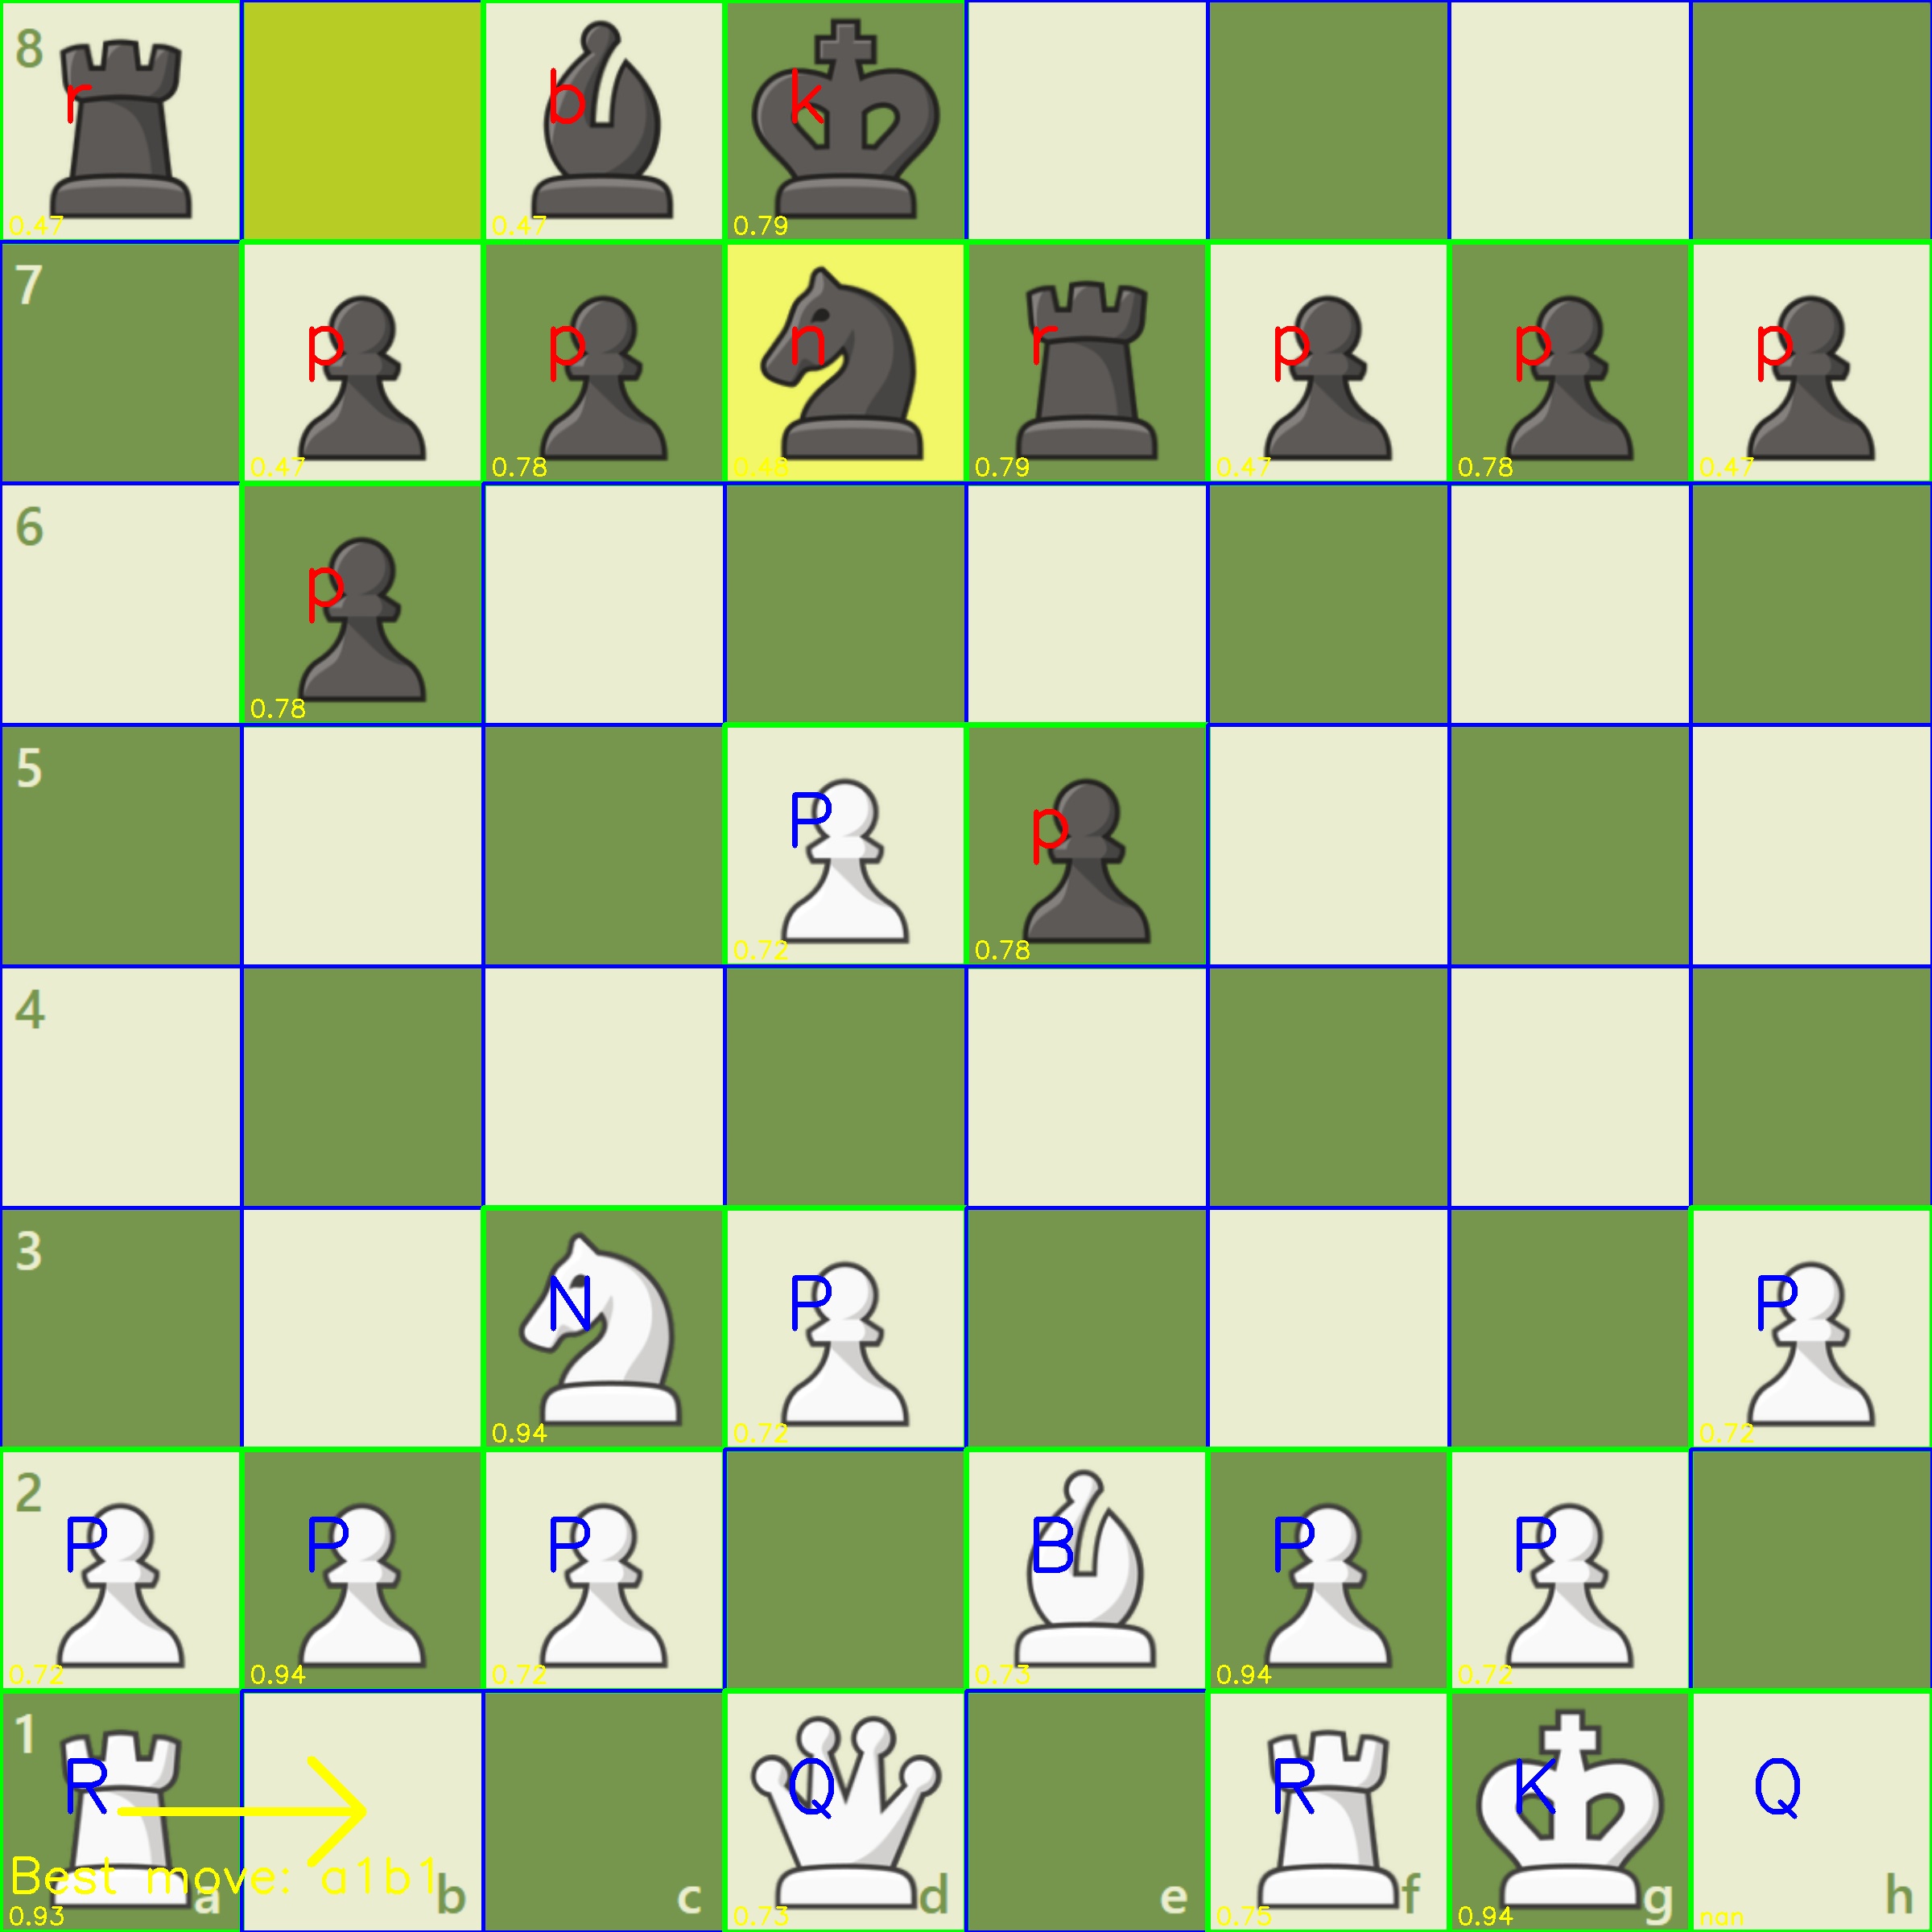 8 r b k
0.47 0.47 0.79
7 p p n r p p p
0.47 0.78 0.48 0.79 0.47 0.78 0.47
6 p
0.78
5 P p
0.72 0.78
4
3 N P P
0.94 0.72 0.72
2 P P P B P P
0.72 0.94 0.72 0.73 0.94 0.72
1 R Q R K Q
Best move: a1b1
a b c d e f g h
0.93 0.73 0.75 0.94 nan